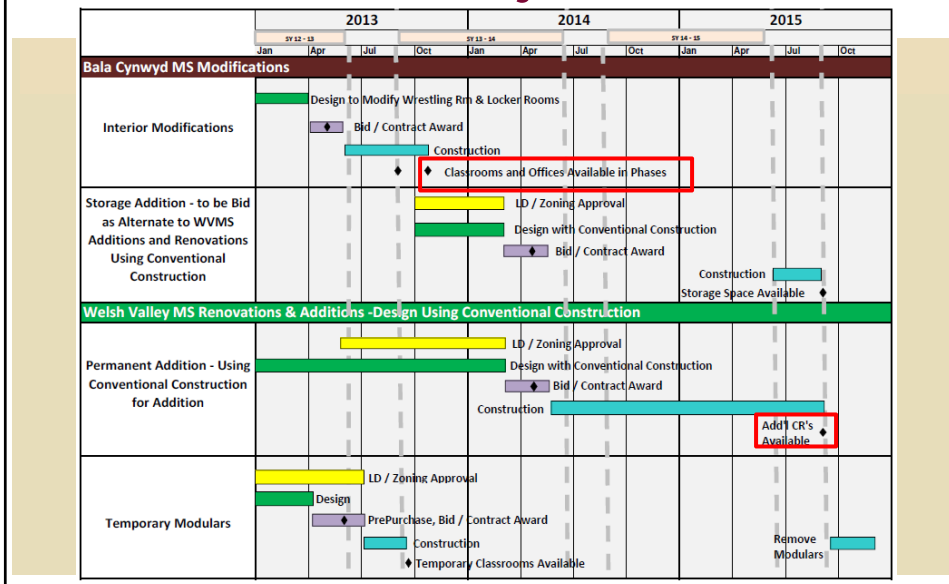 2013 2014 2015
SY 12 - 13 SY 13 - 14 SY 14 - 15
Jan Apr Jul Oct Jan Apr Jul Oct Jan Apr Jul Oct
Bala Cynwyd MS Modifications
Interior Modifications
Design to Modify Wrestling Rm & Locker Rooms
Bid / Contract Award
Construction
Classrooms and Offices Available in Phases
Storage Addition - to be Bid
as Alternate to WVMS
Additions and Renovations
Using Conventional
Construction
LD / Zoning Approval
Design with Conventional Construction
Bid / Contract Award
Construction
Storage Space Available
Welsh Valley MS Renovations & Additions -Design Using Conventional Construction
Permanent Addition - Using
Conventional Construction
for Addition
LD / Zoning Approval
Design with Conventional Construction
Bid / Contract Award
Construction
Add'l CR's
Available
Temporary Modulars
LD / Zoning Approval
Design
PrePurchase, Bid / Contract Award
Construction
Temporary Classrooms Available
Remove
Modulars